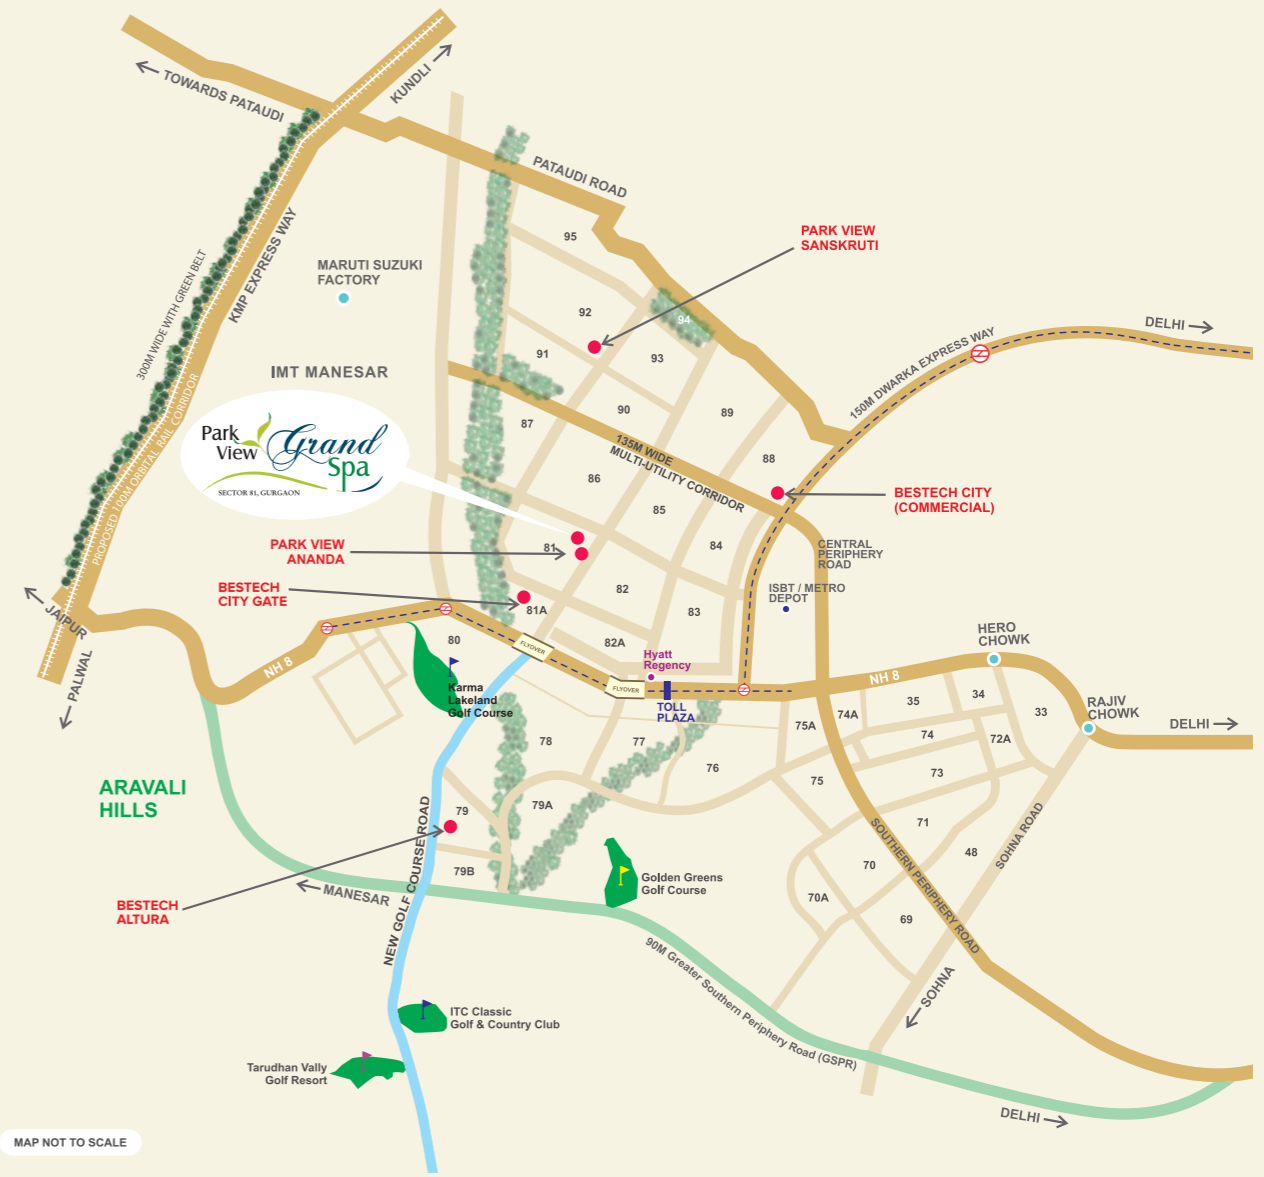 KUNDLI
TOWARDS PATAUDI
PATAUDI ROAD
95
PARK VIEW
SANSKRUTI
MARUTI SUZUKI
FACTORY
KMP EXPRESS WAY
300M WIDE WITH GREEN BELT
PROPOSED 100M ORBITAL RAIL CORRIDOR
92
94
DELHI
150M DWARKA EXPRESS WAY
91
93
IMT MANESAR
90
89
87
Park
View
Grand
Spa
SECTOR 81, GURGAON
135M WIDE
MULTI-UTILITY CORRIDOR
88
86
BESTECH CITY
(COMMERCIAL)
85
84
81
PARK VIEW
ANANDA
CENTRAL
PERIPHERY
ROAD
BESTECH
CITY GATE
82
ISBT / METRO
DEPOT
81A
83
JAIPUR
PALWAL
NH 8
80
82A
FLYOVER
HERO
CHOWK
Hyatt
Regency
FLYOVER
NH 8
TOLL
PLAZA
Karma
Lakeland
Golf Course
35
34
33
RAJIV
CHOWK
DELHI
74A
75A
74
72A
78
77
76
75
73
ARAVALI
HILLS
79
79A
71
NEW GOLF COURSE ROAD
SOUTHERN PERIPHERY ROAD
SOHNA ROAD
48
70
79B
BESTECH
ALTURA
MANESAR
Golden Greens
Golf Course
70A
69
90M Greater Southern Periphery Road (GSPR)
SOHNA
ITC Classic
Golf & Country Club
Tarudhan Vally
Golf Resort
DELHI
MAP NOT TO SCALE